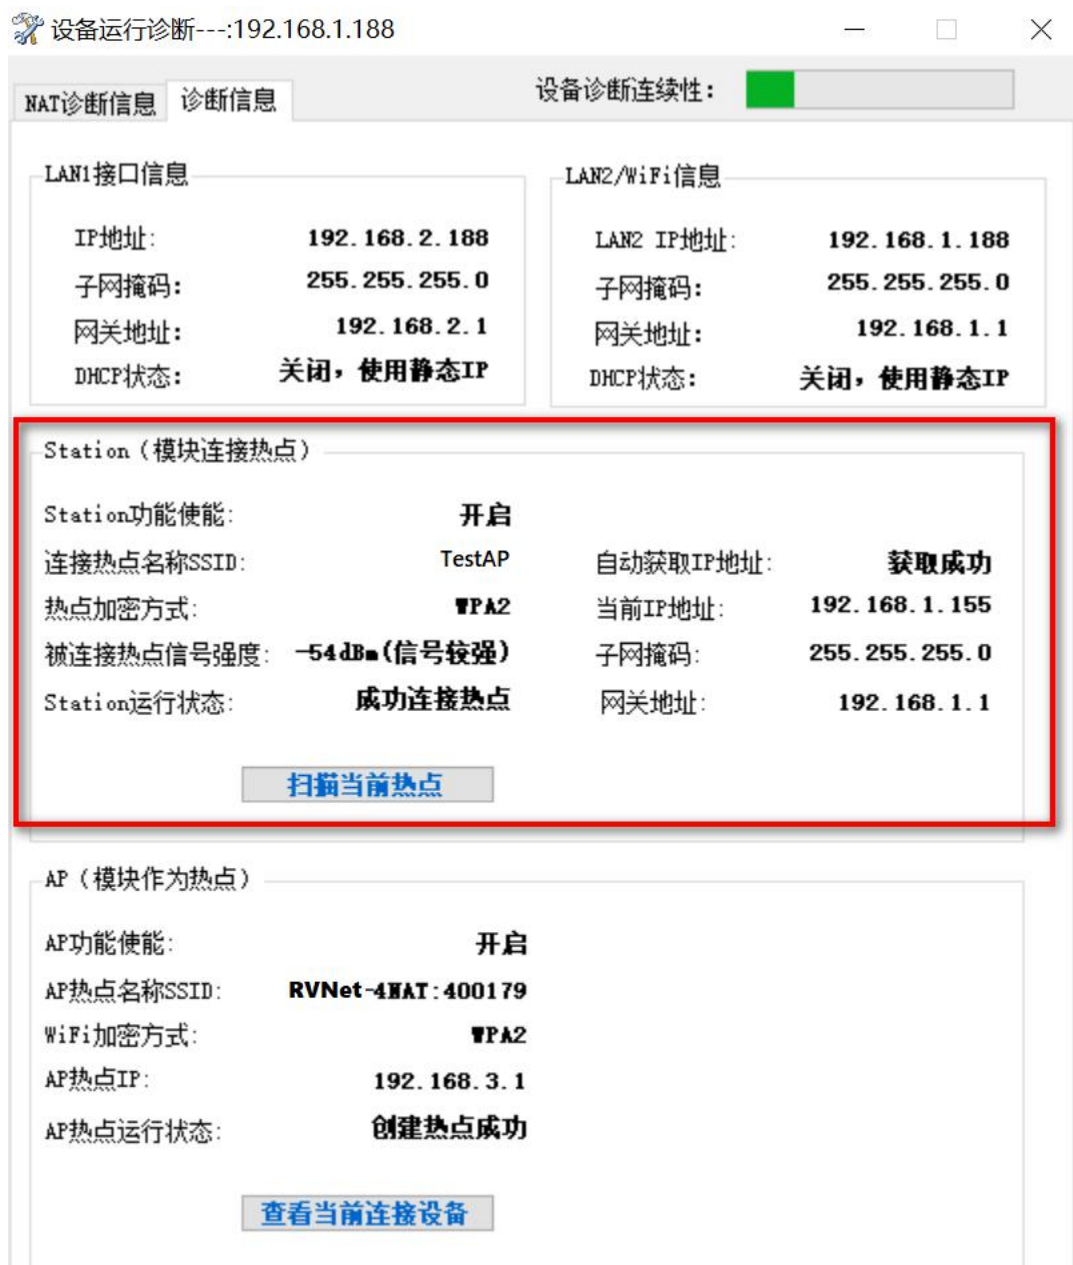 设备运行诊断---:192.168.1.188
NAT诊断信息 诊断信息 设备诊断连续性：
LAN1接口信息
IP地址: 192.168.2.188
子网掩码: 255.255.255.0
网关地址: 192.168.2.1
DHCP状态: 关闭，使用静态IP
LAN2/WiFi信息
LAN2 IP地址: 192.168.1.188
子网掩码: 255.255.255.0
网关地址: 192.168.1.1
DHCP状态: 关闭，使用静态IP
Station（模块连接热点）
Station功能使能: 开启
连接热点名称SSID: TestAP
热点加密方式: WPA2
被连接热点信号强度: -54dBm(信号较强)
Station运行状态: 成功连接热点
自动获取IP地址: 获取成功
当前IP地址: 192.168.1.155
子网掩码: 255.255.255.0
网关地址: 192.168.1.1
扫描当前热点
AP（模块作为热点）
AP功能使能: 开启
AP热点名称SSID: RVNet-4NAT:400179
WiFi加密方式: WPA2
AP热点IP: 192.168.3.1
AP热点运行状态: 创建热点成功
查看当前连接设备